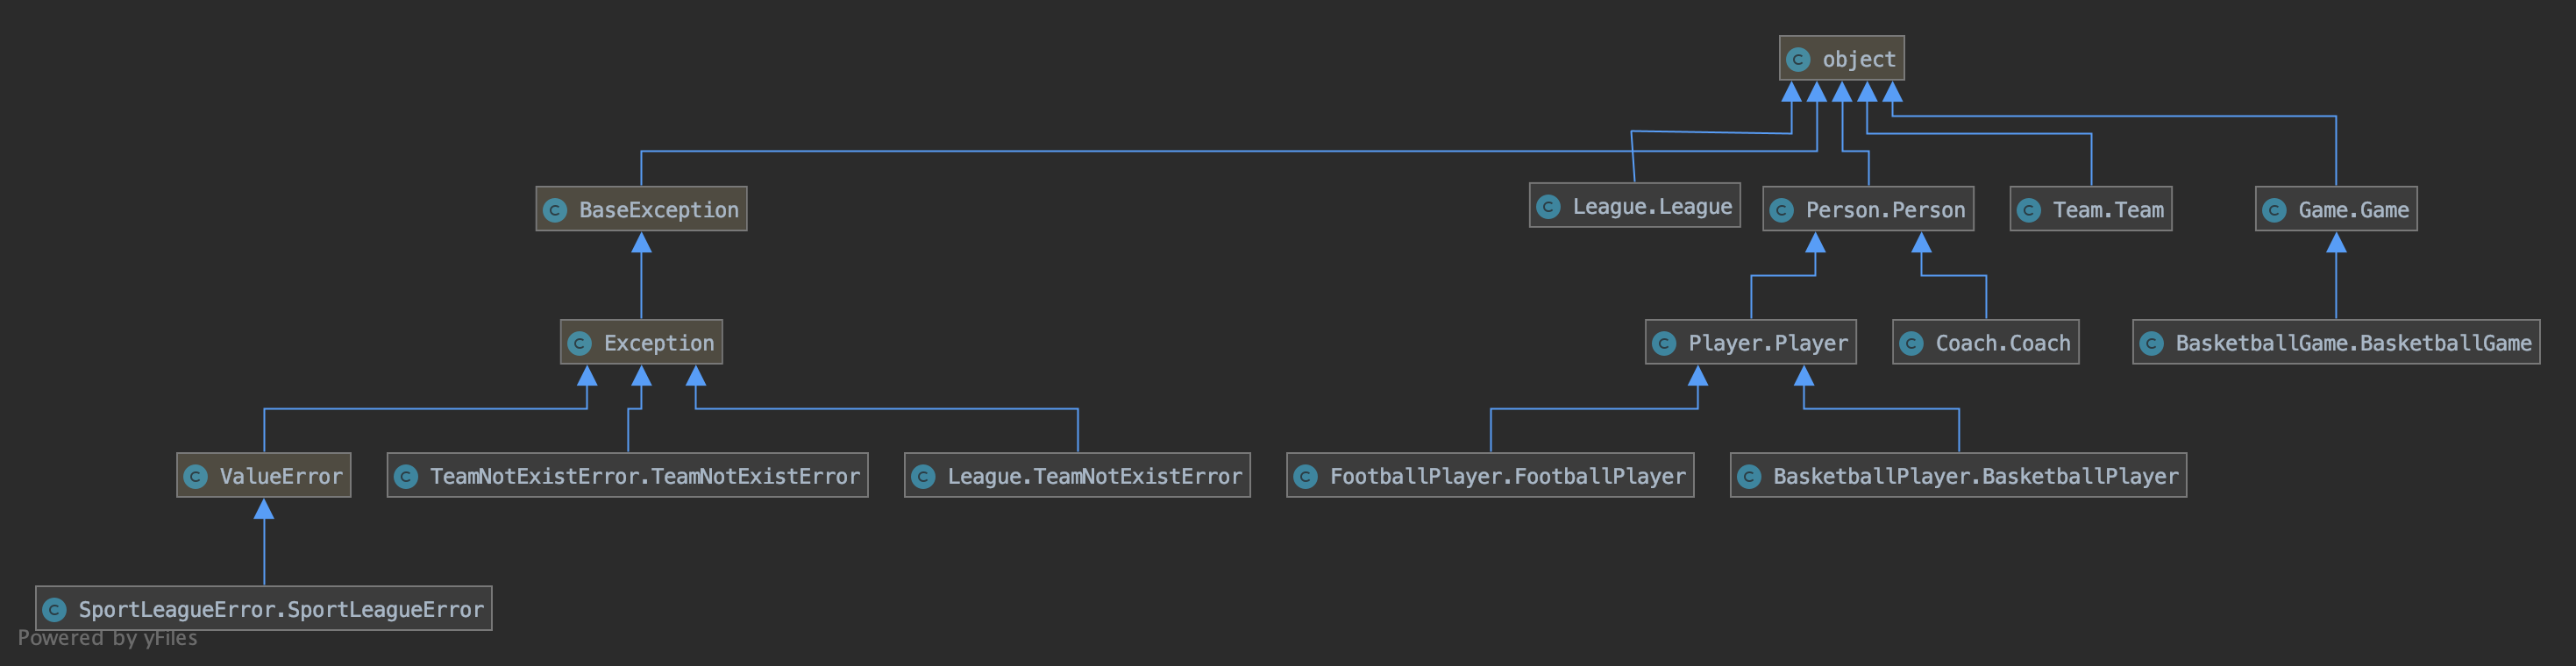 C object
C BaseException
C League.League
C Person.Person
C Team.Team
C Game.Game
C Exception
C Player.Player
C Coach.Coach
C BasketballGame.BasketballGame
C ValueError
C TeamNotExistError.TeamNotExistError
C League.TeamNotExistError
C FootballPlayer.FootballPlayer
C BasketballPlayer.BasketballPlayer
C SportLeagueError.SportLeagueError
Powered by yFiles